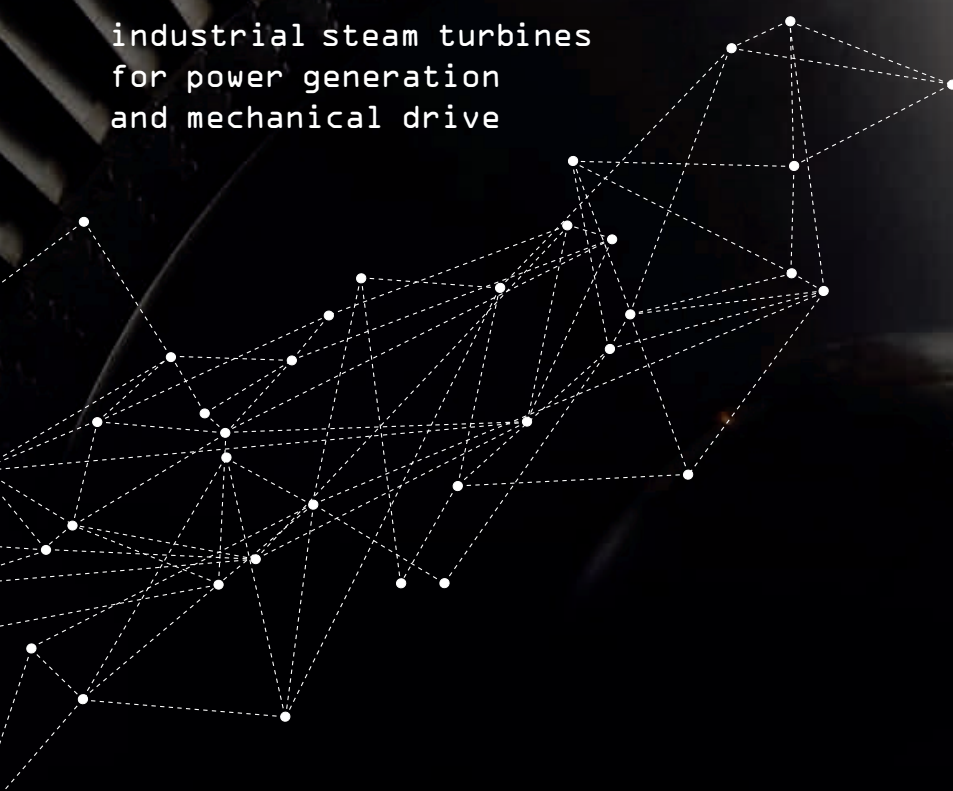 industrial steam turbines
for power generation
and mechanical drive